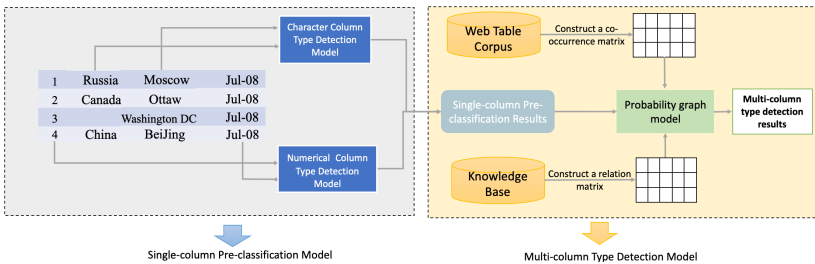 Character Column
Type Detection
Model
1 Russia Moscow Jul-08
2 Canada Ottaw Jul-08
3 Washington DC Jul-08
4 China BeiJing Jul-08
Numerical Column
Type Detection
Model
Single-column Pre-classification Model
Web Table
Corpus
Construct a co-
occurrence matrix
Single-column Pre-
classification Results
Probability graph
model
Multi-column
type detection
results
Knowledge
Base
Construct a relation
matrix
Multi-column Type Detection Model